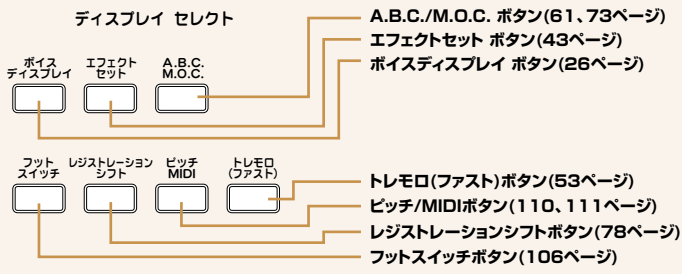 ディスプレイ セレクト
ボイス
ディスプレイ
エフェクト
セット
A.B.C.
M.O.C.
A.B.C./M.O.C. ボタン(61、73ページ)
エフェクトセット ボタン(43ページ)
ボイスディスプレイ ボタン(26ページ)
フット
スイッチ
レジストレーション
シフト
ピッチ
MIDI
トレモロ
(ファスト)
トレモロ(ファスト)ボタン(53ページ)
ピッチ/MIDIボタン(110、111ページ)
レジストレーションシフトボタン(78ページ)
フットスイッチボタン(106ページ)